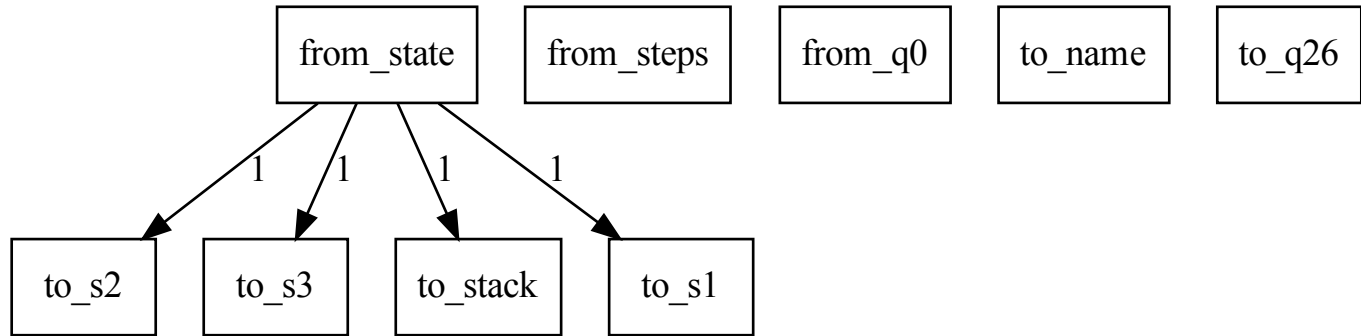 from_state
from_steps
from_q0
to_name
to_q26
1
1
1
1
to_s2
to_s3
to_stack
to_s1